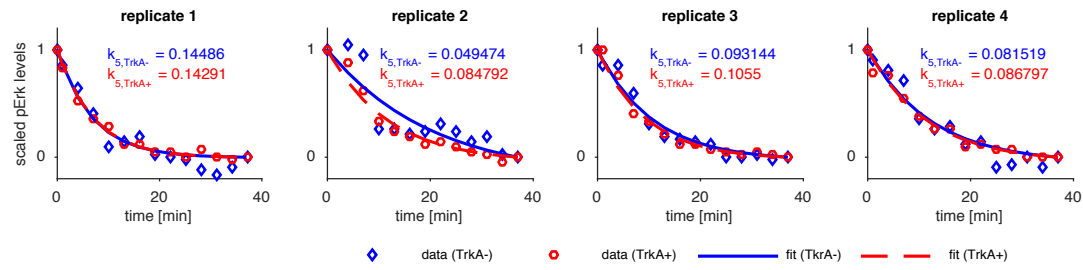 replicate 1
replicate 2
replicate 3
replicate 4
scaled pErk levels
1
0
k5,TrkA- = 0.14486
k5,TrkA+ = 0.14291
0 20 40
time [min]
1
0
k5,TrkA- = 0.049474
k5,TrkA+ = 0.084792
0 20 40
time [min]
1
0
k5,TrkA- = 0.093144
k5,TrkA+ = 0.1055
0 20 40
time [min]
1
0
k5,TrkA- = 0.081519
k5,TrkA+ = 0.086797
0 20 40
time [min]
data (TrkA-) data (TrkA+) fit (TkrA-) fit (TrkA+)